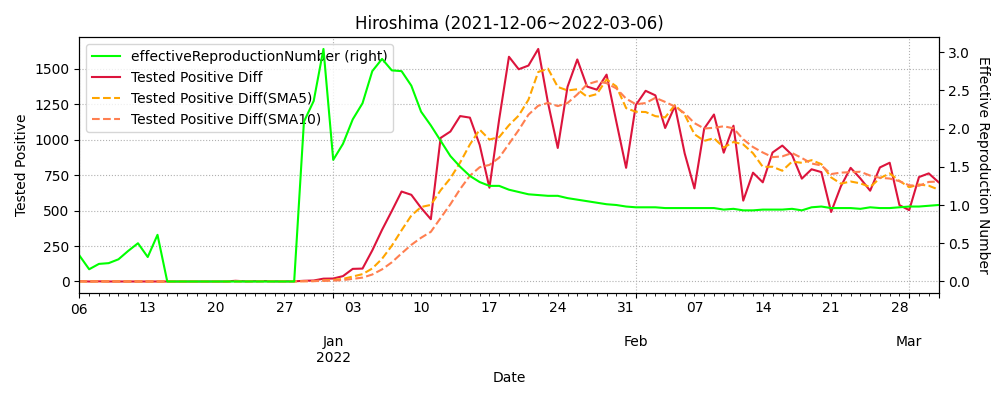 Hiroshima (2021-12-06~2022-03-06)
effectiveReproductionNumber (right)
Tested Positive Diff
Tested Positive Diff(SMA5)
Tested Positive Diff(SMA10)
Tested Positive
1500
1250
1000
750
500
250
0
Effective Reproduction Number
3.0
2.5
2.0
1.5
1.0
0.5
0.0
06 13 20 27 03 10 17 24 31 07 14 21 28
Jan Feb Mar
2022
Date